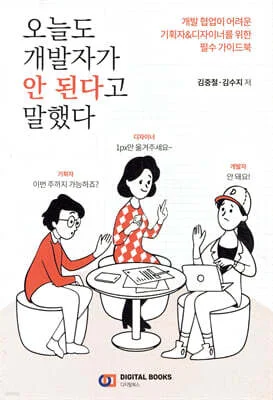 오늘도
개발자가
안 된다고
말했다
개발 협업이 어려운
기획자&디자이너를 위한
필수 가이드북
김중철·김수지 저
디자이너
1px만 옮겨주세요~
기획자
이번 주까지 가능하죠?
개발자
안 돼요!
DIGITAL BOOKS
디지털북스